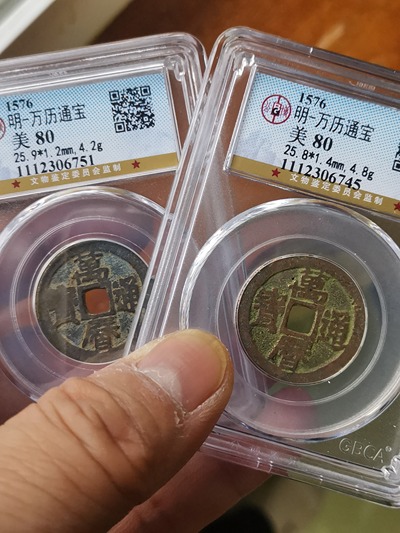 1576
明-万历通宝
美 80
25.9*1.2mm,4.2g
1112306751
文物鉴定委员会监制
萬曆通寶
1576
明-万历通宝
美 80
25.8*1.4mm,4.8g
1112306745
文物鉴定委员会监制
萬曆通寶
GBCA